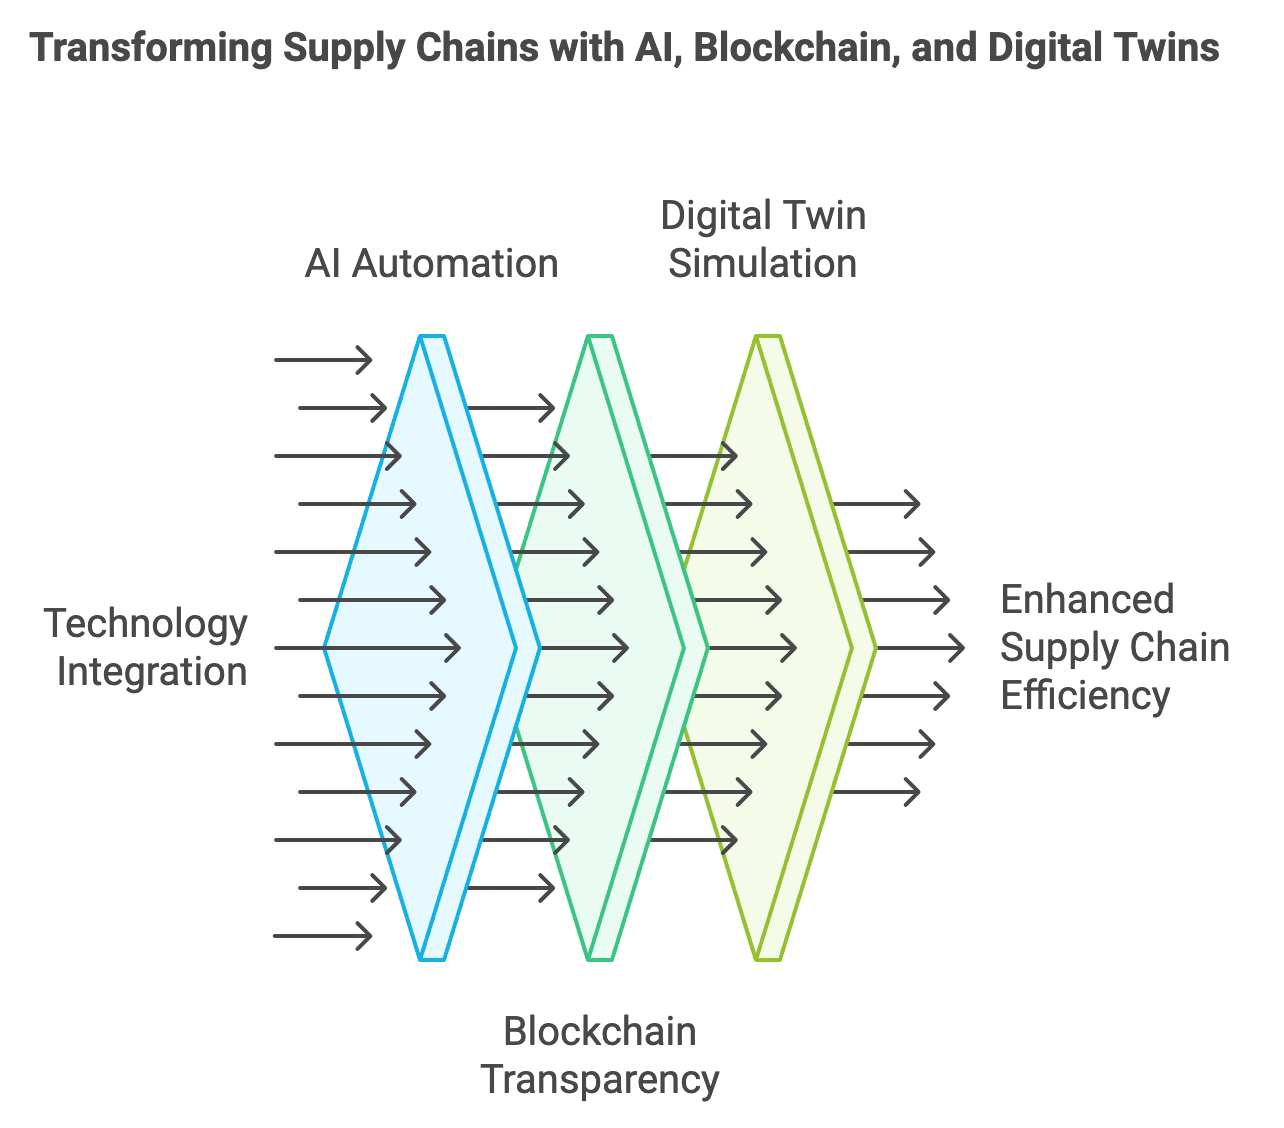 Transforming Supply Chains with AI, Blockchain, and Digital Twins
AI Automation
Digital Twin
Simulation
Technology
Integration
Enhanced
Supply Chain
Efficiency
Blockchain
Transparency